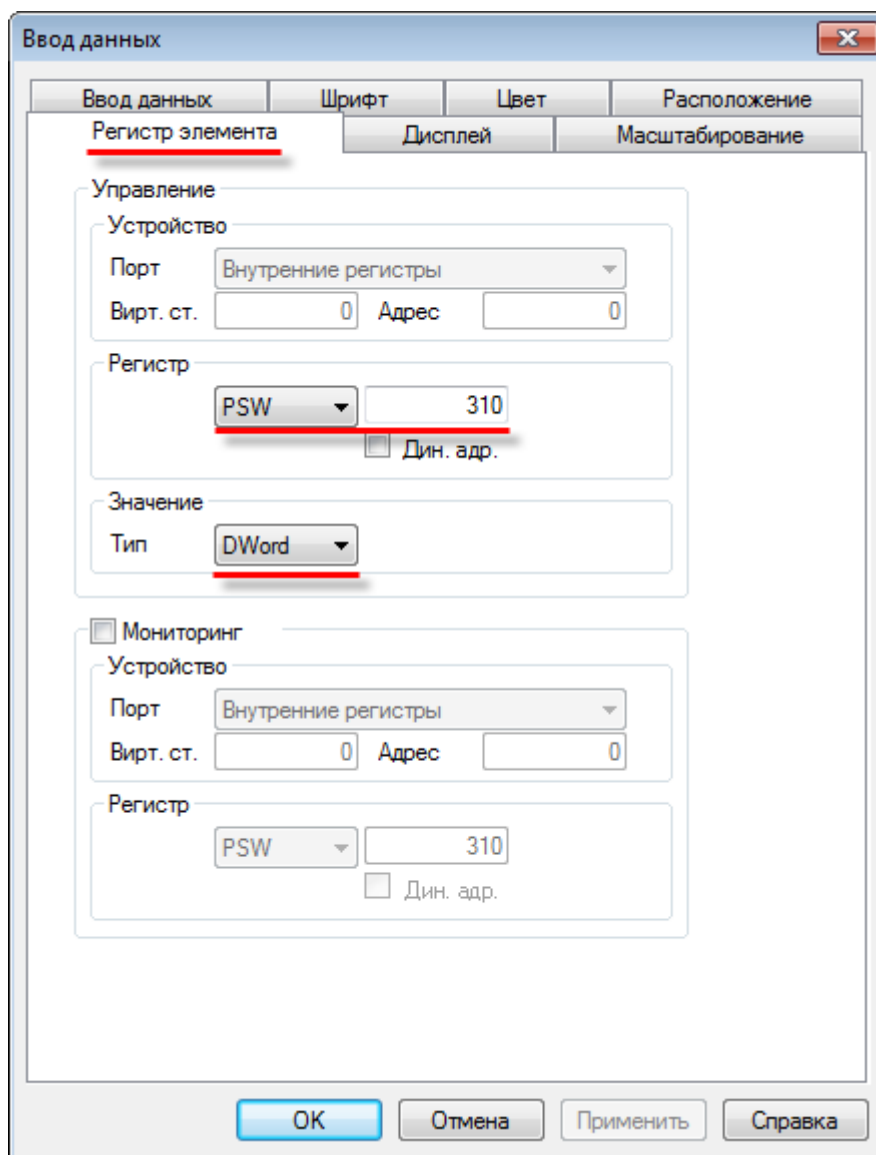 Ввод данных
Ввод данных Шрифт Цвет Расположение
Регистр элемента Дисплей Масштабирование
Управление
Устройство
Порт Внутренние регистры
Вирт. ст. 0 Адрес 0
Регистр
PSW 310
Дин. адр.
Значение
Тип DWord
Мониторинг
Устройство
Порт Внутренние регистры
Вирт. ст. 0 Адрес 0
Регистр
PSW 310
Дин. адр.
OK Отмена Применить Справка